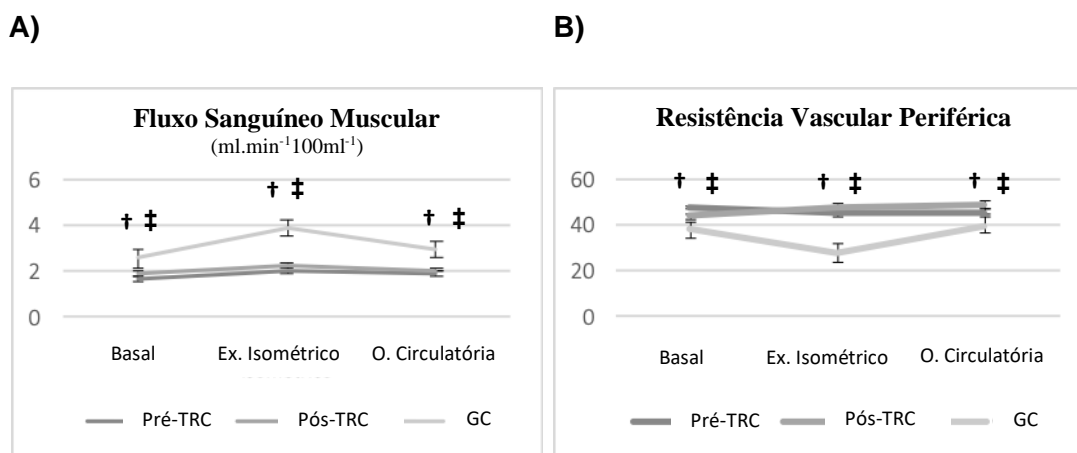 A)
Fluxo Sanguíneo Muscular
(ml.min⁻¹100ml⁻¹)
6
4
2
0
† ‡
† ‡
† ‡
Basal
Ex. Isométrico
O. Circulatória
Pré-TRC
Pós-TRC
GC
B)
Resistência Vascular Periférica
60
40
20
0
† ‡
† ‡
† ‡
Basal
Ex. Isométrico
O. Circulatória
Pré-TRC
Pós-TRC
GC